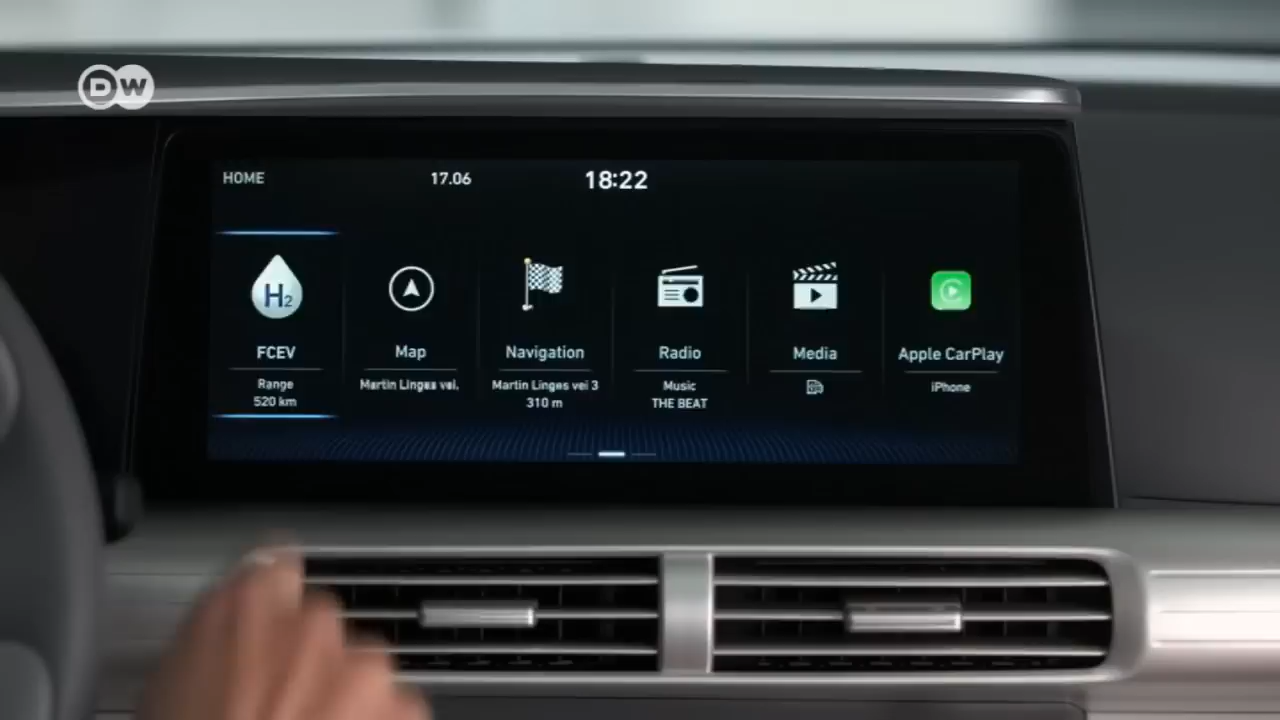 DW
HOME
17.06
18:22
H2
FCEV
Range
520 km
Map
Martin Linges vei.
Navigation
Martin Linges vei 3
310 m
Radio
Music
THE BEAT
Media
Apple CarPlay
iPhone